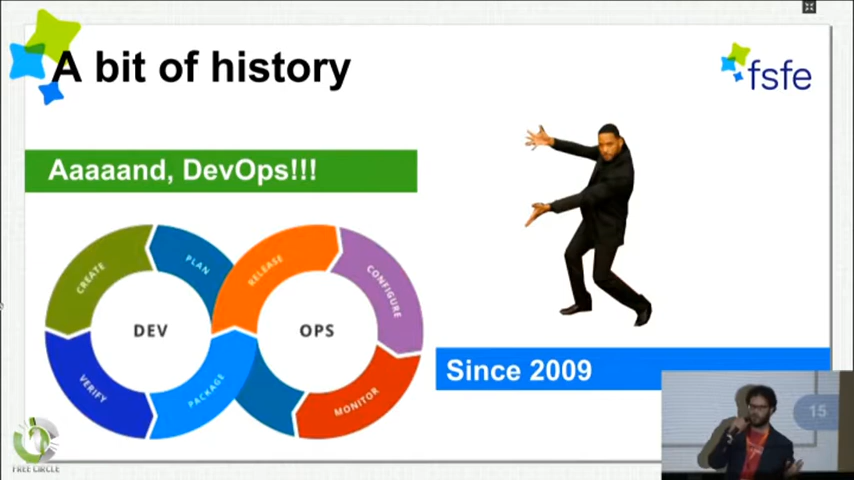 A bit of history
fsfe
Aaaaand, DevOps!!!
CREATE
PLAN
RELEASE
CONFIGURE
DEV
OPS
VERIFY
PACKAGE
MONITOR
Since 2009
15
FREE CIRCLE